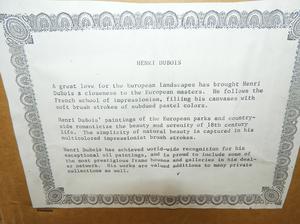 HENRI DUBOIS
A great love for the European landscapes has brought Henri
Dubois a closeness to the European masters. He follows the
French school of impressionism, filling his canvases with
soft brush strokes of subdued pastel colors.
Henri Dubois' paintings of the European parks and country-
side romanticize the beauty and serenity of 18th century
life. The simplicity of natural beauty is captured in his
multicolored impressionist brush strokes.
Henri Dubois has achieved world-wide recognition for his
exceptional oil paintings, and is proud to include some of
the most prestigious frame houses and galleries in his deal-
er network. His works are valued additions to many private
collections as well.